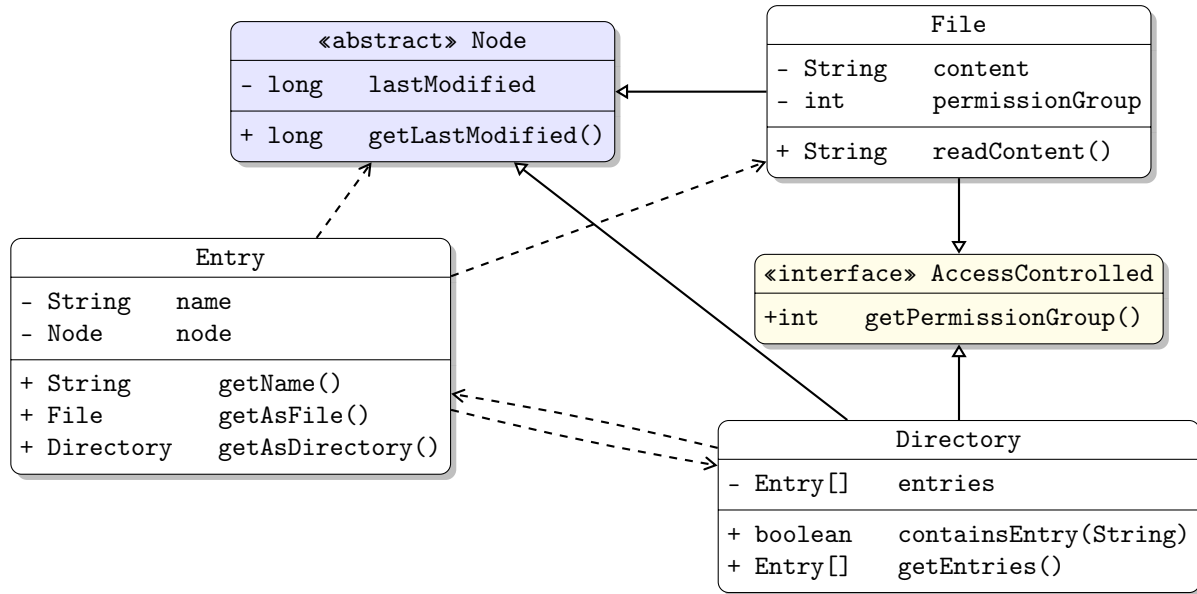 «abstract» Node
- long lastModified
+ long getLastModified()
File
- String content
- int permissionGroup
+ String readContent()
Entry
- String name
- Node node
+ String getName()
+ File getAsFile()
+ Directory getAsDirectory()
«interface» AccessControlled
+int getPermissionGroup()
Directory
- Entry[] entries
+ boolean containsEntry(String)
+ Entry[] getEntries()